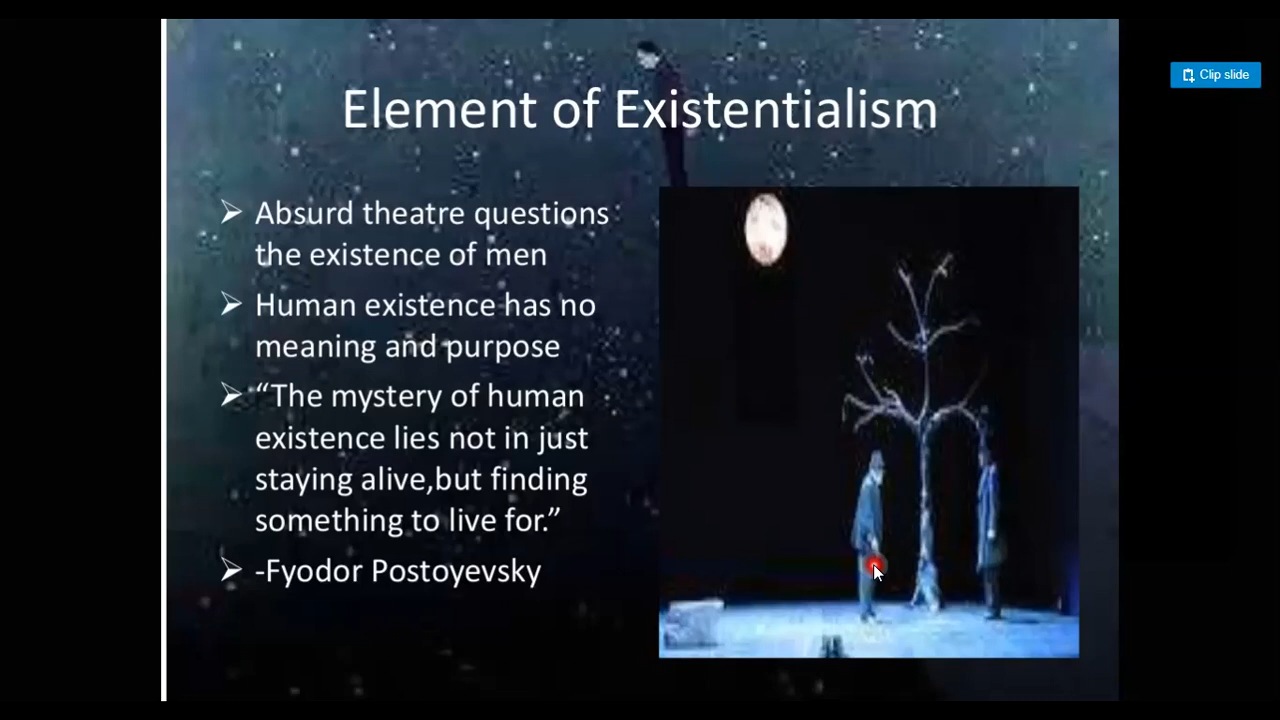 Clip slide
Element of Existentialism
Absurd theatre questions
the existence of men
Human existence has no
meaning and purpose
“The mystery of human
existence lies not in just
staying alive,but finding
something to live for.”
-Fyodor Postoyevsky